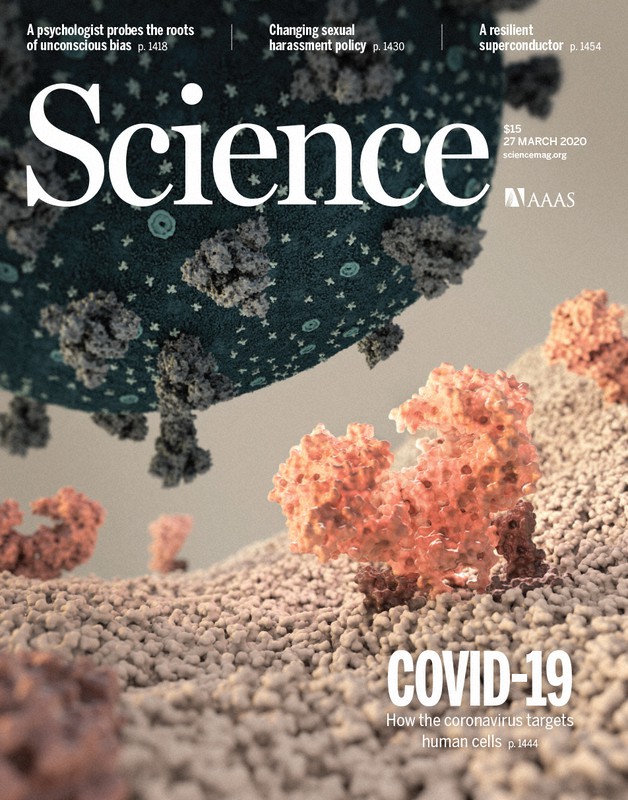 A psychologist probes the roots
of unconscious bias p. 1418
Changing sexual
harassment policy p. 1430
A resilient
superconductor p. 1454
Science
$15
27 MARCH 2020
sciencemag.org
AAAS
COVID-19
How the coronavirus targets
human cells p. 1444